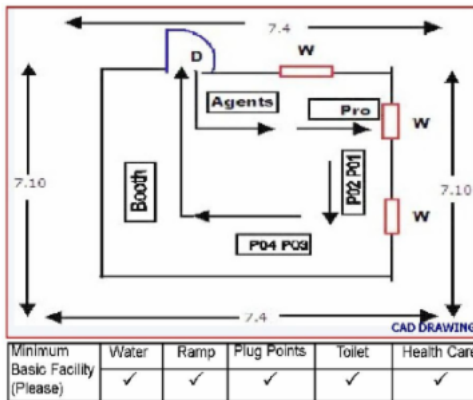 7.4
D
W
Agents
Pro
W
7.10
Booth
P02 P01
7.10
W
P04 P03
7.4
CAD DRAWING
Minimum Basic Facility (Please) Water Ramp Plug Points Toilet Health Care
✓ ✓ ✓ ✓ ✓